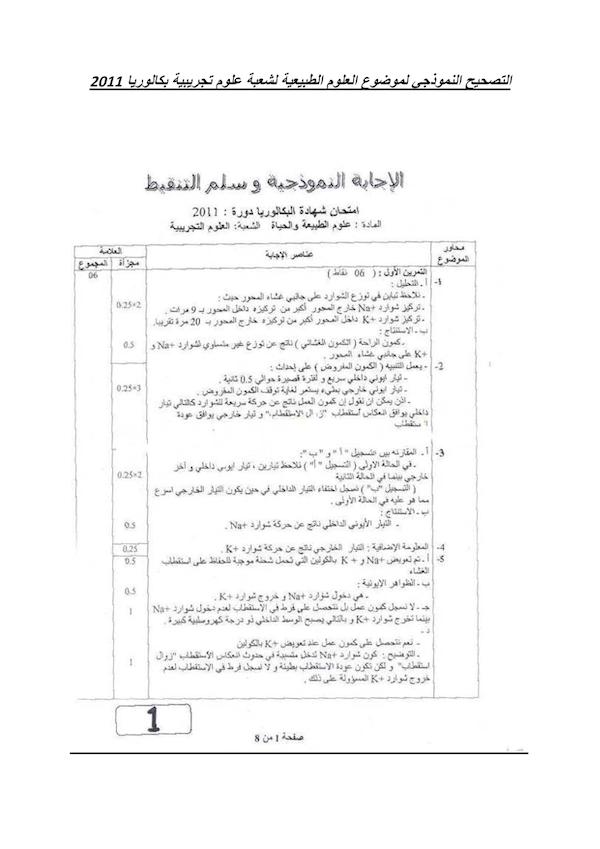 التصحيح النموذجي لموضوع العلوم الطبيعية لشعبة علوم تجريبية بكالوريا 2011
الإجابة النموذجية و سلم التنقيط
امتحان شهادة البكالوريا دورة : 2011
المادة : علوم الطبيعة والحياة الشعبة: العلوم التجريبية
محاور الموضوع
عناصر الإجابة
العلامة
مجزأة
المجموع
التمرين الأول : ( 06 نقاط )
06
1- أ ـ التحليل :
ـ نلاحظ تباين في توزع الشوارد على جانبي غشاء المحور حيث :
ـ تركيز شوارد Na+ خارج المحور أكبر من تركيزه داخل المحور بـ 9 مرات .
0.25×2
ـ تركيز شوارد K+ داخل المحور أكبر من تركيزه خارج المحور بـ 20 مرة تقريبا.
ب ـ الاستنتاج :
ـ كمون الراحة ( الكمون الغشائي ) ناتج عن توزع غير متساوي لشوارد Na+ و
0.5
K+ على جانبي غشاء المحور .
2- ـ يعمل التنبيه ( الكمون المفروض ) على إحداث :
ـ تيار أيوني داخلي سريع و لفترة قصيرة حوالي 0.5 ثانية .
ـ تيار أيوني خارجي بطيء يستمر لغاية توقف الكمون المفروض .
0.25×3
ـ اذن يمكن ان نقول إن كمون العمل ناتج عن حركة سريعة للشوارد كالتالي تيار
داخلي يوافق انعكاس استقطاب "زوال الاستقطاب" و تيار خارجي يوافق عودة
استقطاب
3- أ ـ المقارنة بين التسجيل " أ " و " ب ":
ـ في الحالة الأولى ( التسجيل " أ" ) نلاحظ تيارين ، تيار ايوني داخلي و آخر
خارجي بينما في الحالة الثانية
0.25×2
( التسجيل "ب" ) نسجل اختفاء التيار الداخلي في حين يكون التيار الخارجي اسرع
مما هو عليه في الحالة الأولى .
ب ـ الاستنتاج :
ـ التيار الأيوني الداخلي ناتج عن حركة شوارد Na+ .
0.5
4- المعلومة الإضافية : التيار الخارجي ناتج عن حركة شوارد K+ .
0.25
5- أ ـ تم تعويض Na+ و K+ بالكولين التي تحمل شحنة موجبة للحفاظ على استقطاب
0.5
الغشاء
ب ـ الظواهر الايونية :
ـ هي دخول شوارد Na+ و خروج شوارد K+ .
0.5
جـ ـ لا نسجل كمون عمل بل نتحصل على فرط في الاستقطاب لعدم دخول شوارد Na+
1
بينما تخرج شوارد K+ و بالتالي يصبح الوسط الداخلي ذو درجة كهروسلبية كبيرة .
د ـ
ـ نعم نتحصل على كمون عمل عند تعويض K+ بالكولين
ـ التوضيح : كون شوارد Na+ تدخل متسببة في حدوث انعكاس الاستقطاب "زوال
1
استقطاب" و لكن تكون عودة الاستقطاب بطيئة و لا نسجل فرط في الاستقطاب لعدم
خروج شوارد K+ المسؤولة على ذلك .
1
صفحة 1 من 8